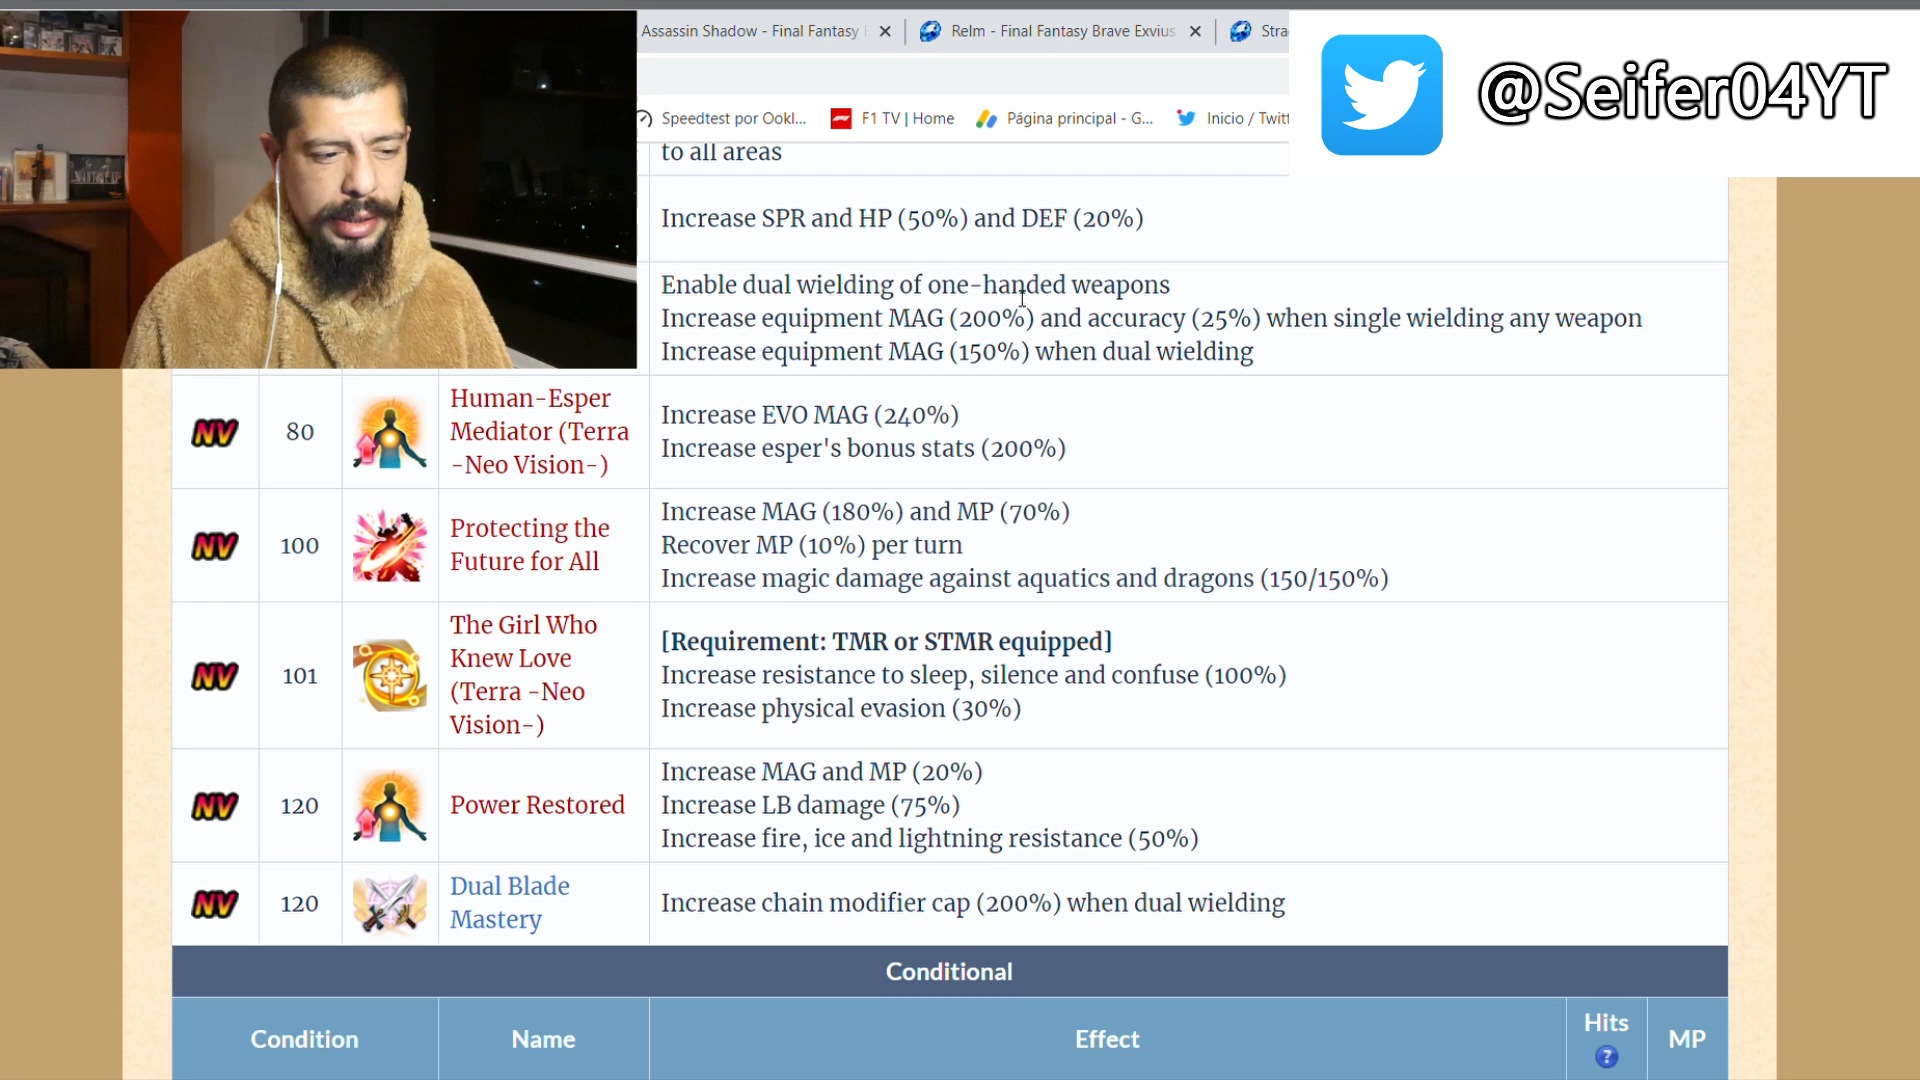 Assassin Shadow - Final Fantasy
Relm - Final Fantasy Brave Exvius
Stra
@Seifer04YT
Speedtest por Ookl...
F1 TV | Home
Página principal - G...
Inicio / Twitt
to all areas
Increase SPR and HP (50%) and DEF (20%)
Enable dual wielding of one-handed weapons
Increase equipment MAG (200%) and accuracy (25%) when single wielding any weapon
Increase equipment MAG (150%) when dual wielding
NV
80
Human-Esper
Mediator (Terra
-Neo Vision-)
Increase EVO MAG (240%)
Increase esper's bonus stats (200%)
NV
100
Protecting the
Future for All
Increase MAG (180%) and MP (70%)
Recover MP (10%) per turn
Increase magic damage against aquatics and dragons (150/150%)
NV
101
The Girl Who
Knew Love
(Terra -Neo
Vision-)
[Requirement: TMR or STMR equipped]
Increase resistance to sleep, silence and confuse (100%)
Increase physical evasion (30%)
NV
120
Power Restored
Increase MAG and MP (20%)
Increase LB damage (75%)
Increase fire, ice and lightning resistance (50%)
NV
120
Dual Blade
Mastery
Increase chain modifier cap (200%) when dual wielding
Conditional
Condition
Name
Effect
Hits
?
MP